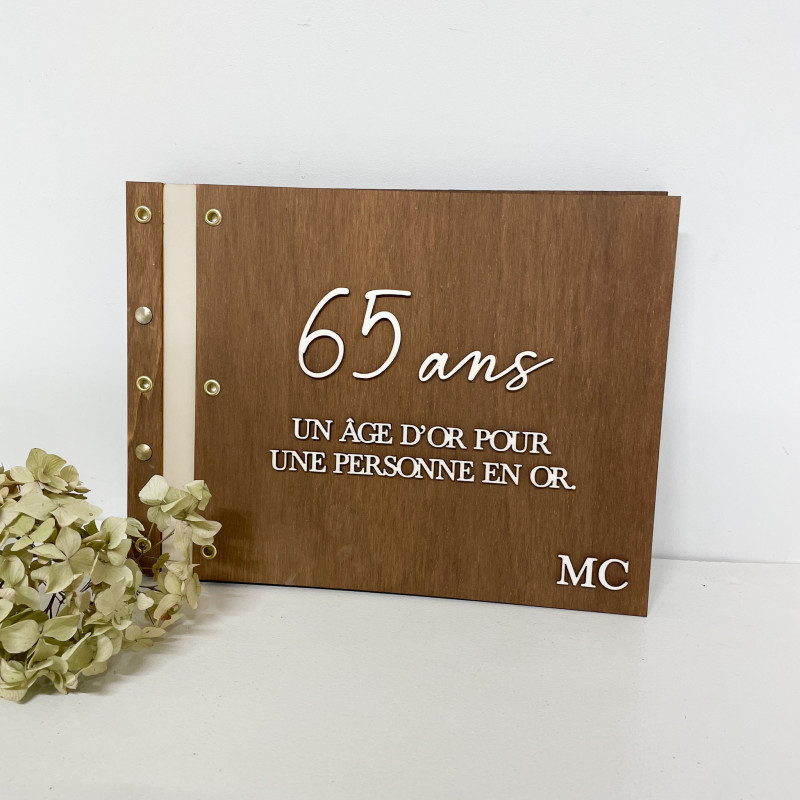 65 ans
UN ÂGE D'OR POUR
UNE PERSONNE EN OR.
MC